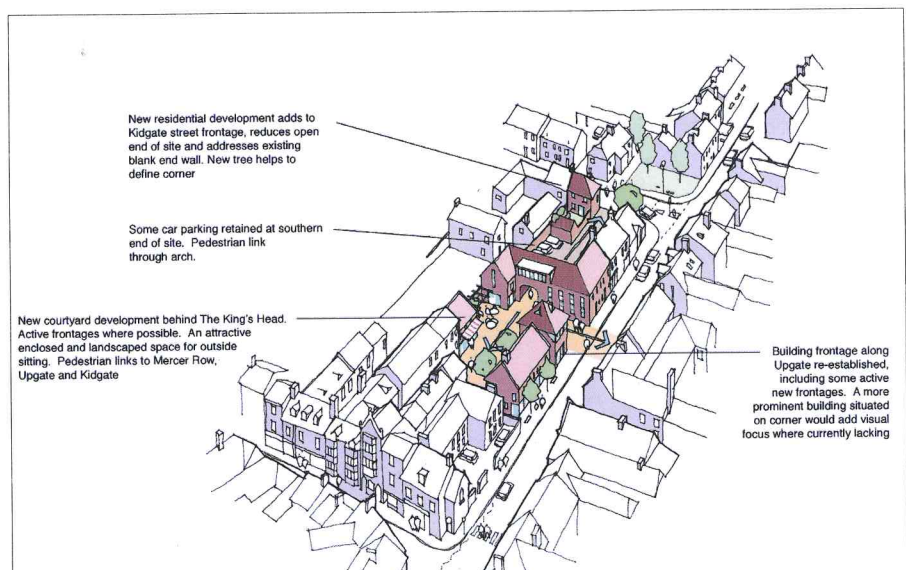 New residential development adds to
Kidgate street frontage, reduces open
end of site and addresses existing
blank end wall. New tree helps to
define corner
Some car parking retained at southern
end of site. Pedestrian link
through arch.
New courtyard development behind The King's Head.
Active frontages where possible. An attractive
enclosed and landscaped space for outside
sitting. Pedestrian links to Mercer Row,
Upgate and Kidgate
Building frontage along
Upgate re-established,
including some active
new frontages. A more
prominent building situated
on corner would add visual
focus where currently lacking